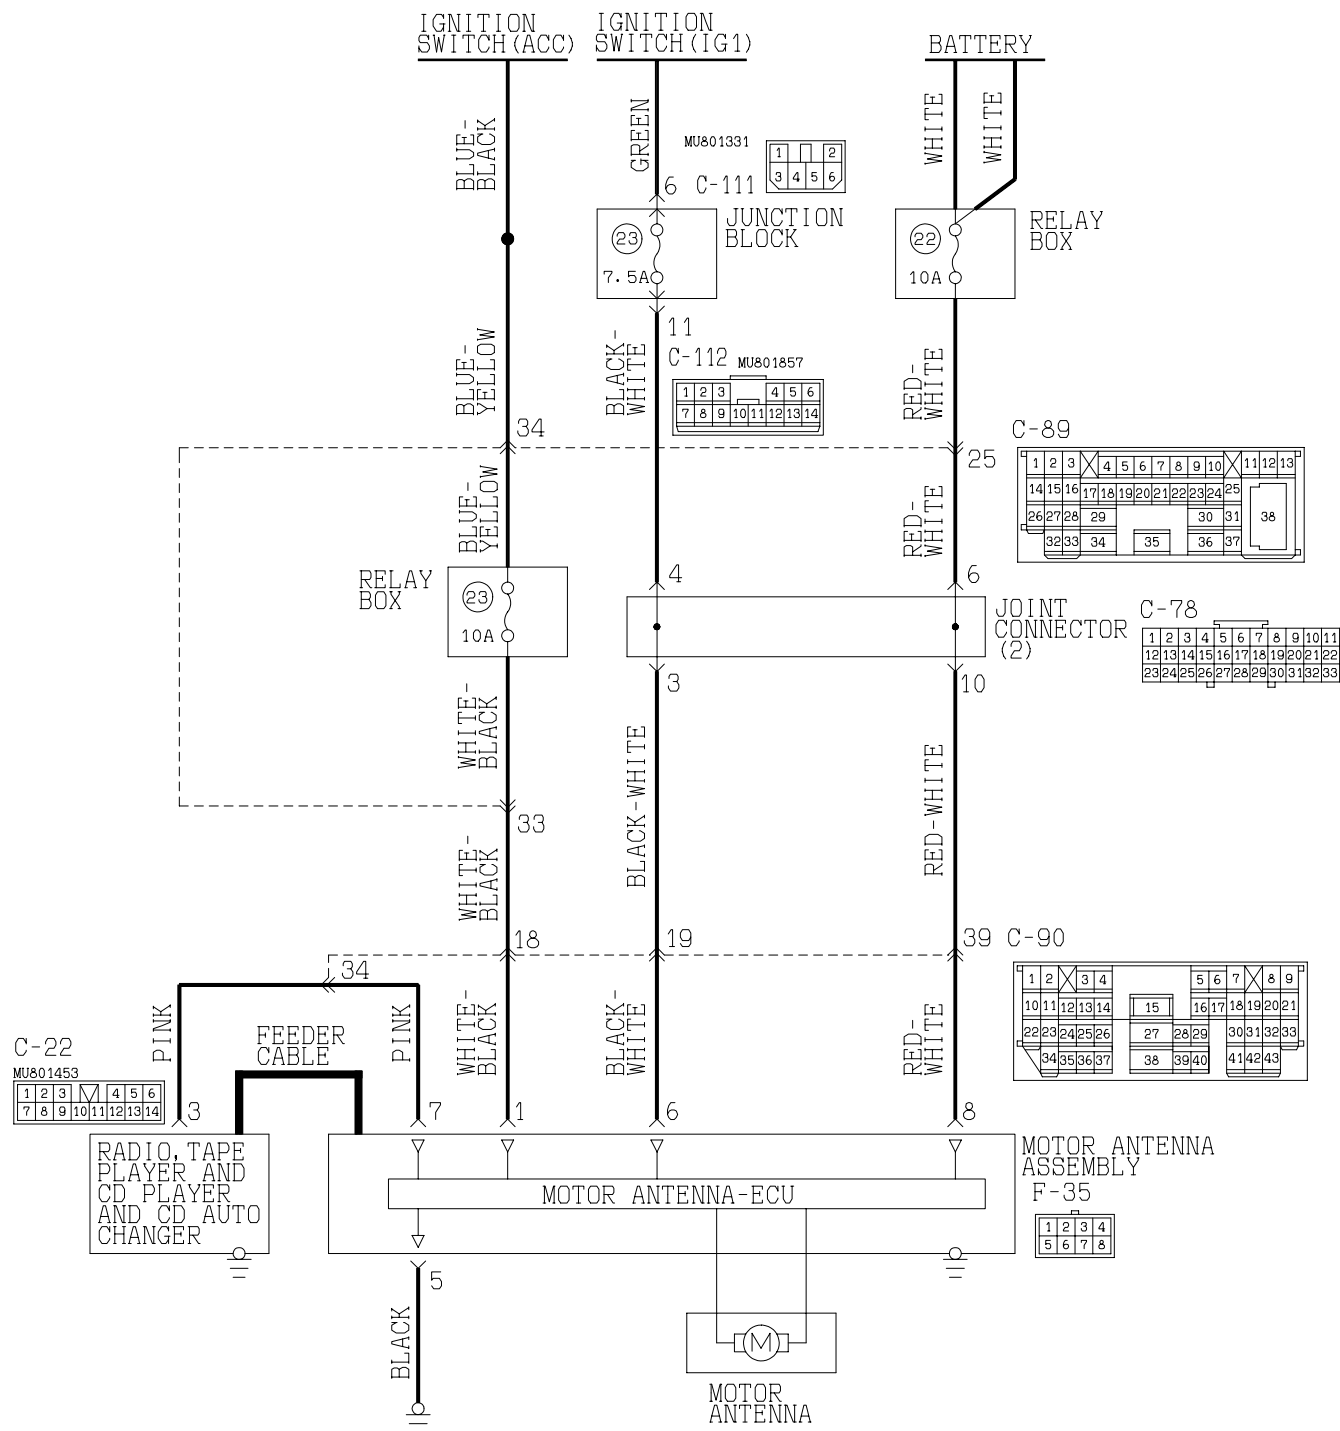 IGNITION
SWITCH(ACC)
IGNITION
SWITCH(IG1)
BATTERY
BLUE-
BLACK
GREEN
WHITE
WHITE
MU801331
1 2
3 4 5 6
6 C-111
JUNCTION
BLOCK
23
7.5A
RELAY
BOX
22
10A
11
C-112 MU801857
1 2 3 4 5 6
7 8 9 10 11 12 13 14
BLUE-
YELLOW
BLACK-
WHITE
RED-
WHITE
34
25
C-89
1 2 3 4 5 6 7 8 9 10 11 12 13
14 15 16 17 18 19 20 21 22 23 24 25
26 27 28 29 30 31 38
32 33 34 35 36 37
BLUE-
YELLOW
RED-
WHITE
RELAY
BOX
23
10A
4
6
JOINT
CONNECTOR
(2)
C-78
1 2 3 4 5 6 7 8 9 10 11
12 13 14 15 16 17 18 19 20 21 22
23 24 25 26 27 28 29 30 31 32 33
3
10
WHITE-
BLACK
BLACK-WHITE
RED-WHITE
33
WHITE-
BLACK
18
19
39 C-90
1 2 3 4 5 6 7 8 9
10 11 12 13 14 15 16 17 18 19 20 21
22 23 24 25 26 27 28 29 30 31 32 33
34 35 36 37 38 39 40 41 42 43
34
PINK
FEEDER
CABLE
PINK
WHITE-
BLACK
BLACK-
WHITE
RED-
WHITE
C-22
MU801453
1 2 3 4 5 6
7 8 9 10 11 12 13 14
3
7
1
6
8
RADIO,TAPE
PLAYER AND
CD PLAYER
AND CD AUTO
CHANGER
MOTOR ANTENNA-ECU
MOTOR ANTENNA
ASSEMBLY
F-35
1 2 3 4
5 6 7 8
5
BLACK
M
MOTOR
ANTENNA